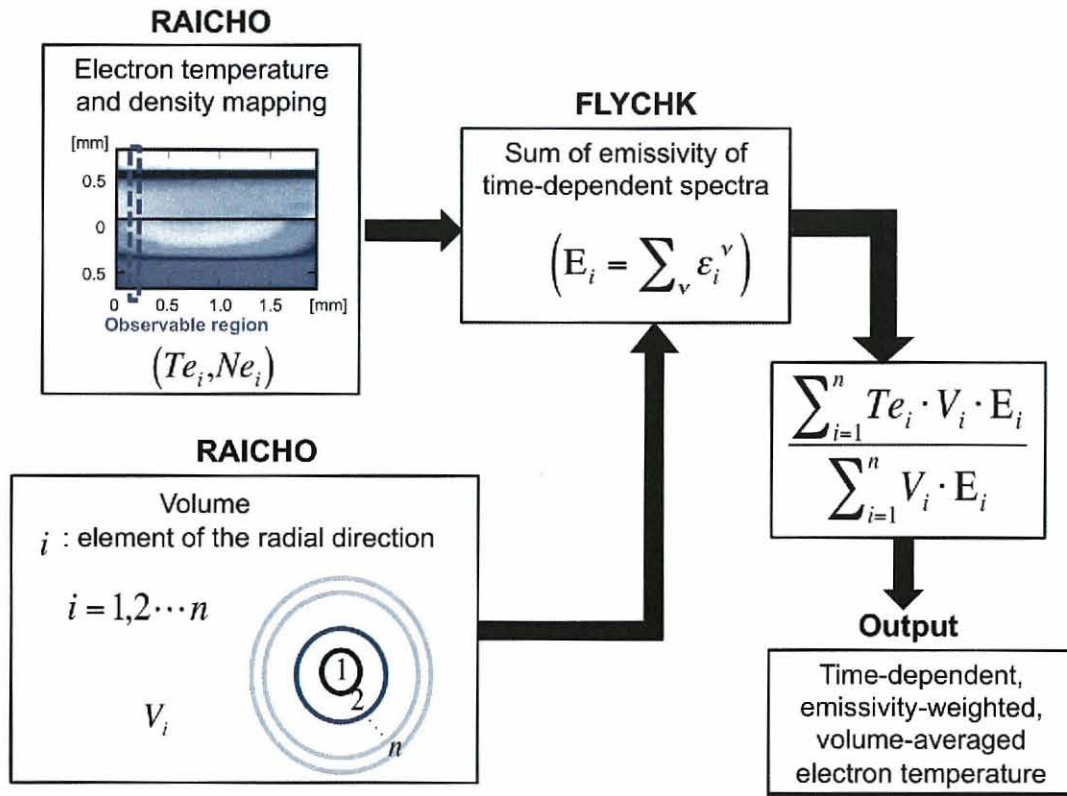 RAICHO
Electron temperature
and density mapping
[mm]
0.5
0
0.5
0 0.5 1.0 1.5 [mm]
Observable region
(Te_i,Ne_i)
FLYCHK
Sum of emissivity of
time-dependent spectra
(E_i = ∑_ν ε_i^ν)
RAICHO
Volume
i : element of the radial direction
i = 1,2⋯n
V_i
1
2
n
∑_{i=1}^n Te_i · V_i · E_i
∑_{i=1}^n V_i · E_i
Output
Time-dependent,
emissivity-weighted,
volume-averaged
electron temperature